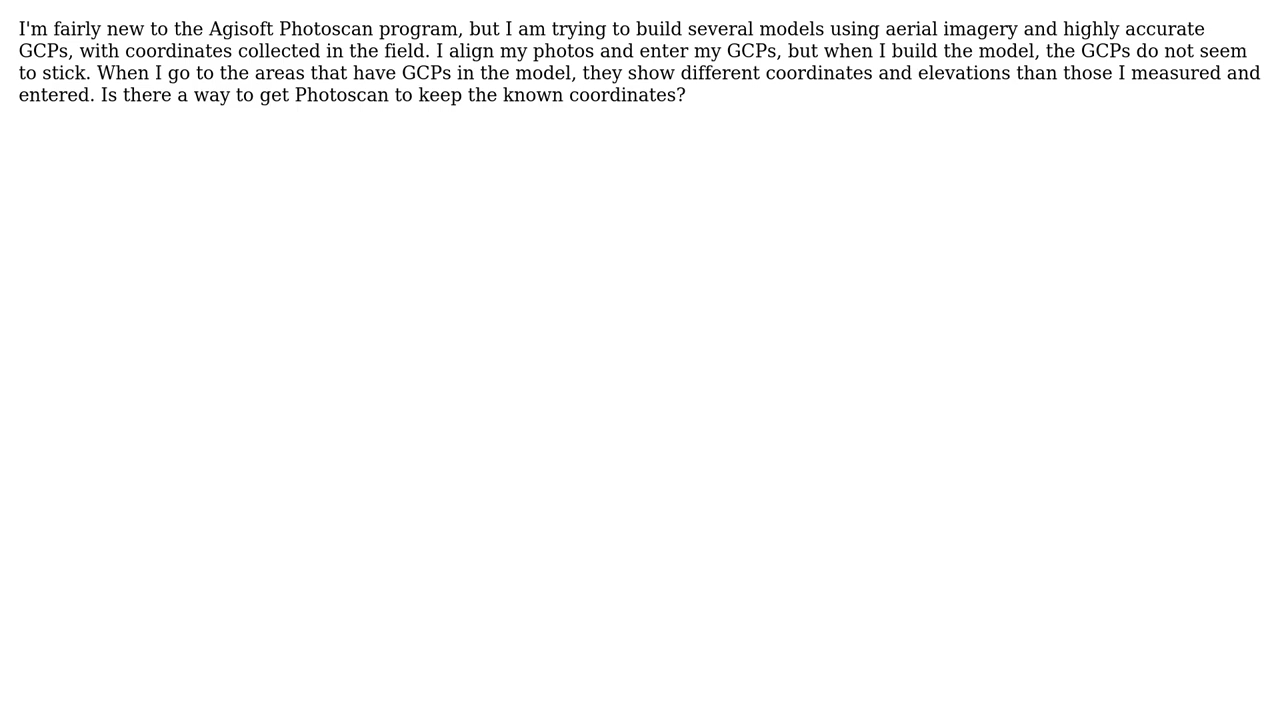 I'm fairly new to the Agisoft Photoscan program, but I am trying to build several models using aerial imagery and highly accurate
GCPs, with coordinates collected in the field. I align my photos and enter my GCPs, but when I build the model, the GCPs do not seem
to stick. When I go to the areas that have GCPs in the model, they show different coordinates and elevations than those I measured and
entered. Is there a way to get Photoscan to keep the known coordinates?